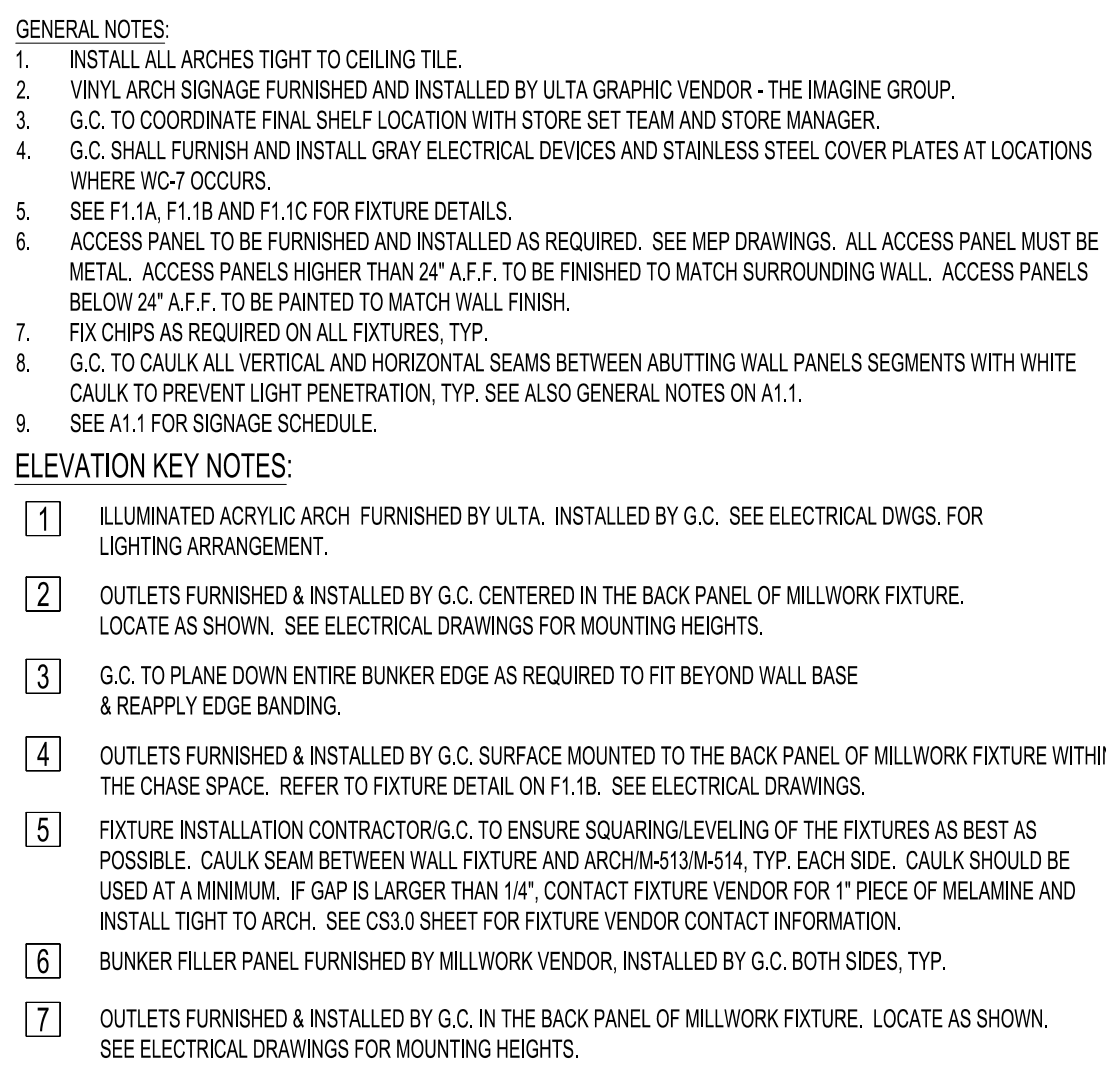 GENERAL NOTES:
1. INSTALL ALL ARCHES TIGHT TO CEILING TILE.
2. VINYL ARCH SIGNAGE FURNISHED AND INSTALLED BY ULTA GRAPHIC VENDOR - THE IMAGINE GROUP.
3. G.C. TO COORDINATE FINAL SHELF LOCATION WITH STORE SET TEAM AND STORE MANAGER.
4. G.C. SHALL FURNISH AND INSTALL GRAY ELECTRICAL DEVICES AND STAINLESS STEEL COVER PLATES AT LOCATIONS
WHERE WC-7 OCCURS.
5. SEE F1.1A, F1.1B AND F1.1C FOR FIXTURE DETAILS.
6. ACCESS PANEL TO BE FURNISHED AND INSTALLED AS REQUIRED. SEE MEP DRAWINGS. ALL ACCESS PANEL MUST BE
METAL. ACCESS PANELS HIGHER THAN 24" A.F.F. TO BE FINISHED TO MATCH SURROUNDING WALL. ACCESS PANELS
BELOW 24" A.F.F. TO BE PAINTED TO MATCH WALL FINISH.
7. FIX CHIPS AS REQUIRED ON ALL FIXTURES, TYP.
8. G.C. TO CAULK ALL VERTICAL AND HORIZONTAL SEAMS BETWEEN ABUTTING WALL PANELS SEGMENTS WITH WHITE
CAULK TO PREVENT LIGHT PENETRATION, TYP. SEE ALSO GENERAL NOTES ON A1.1.
9. SEE A1.1 FOR SIGNAGE SCHEDULE.
ELEVATION KEY NOTES:
1 ILLUMINATED ACRYLIC ARCH FURNISHED BY ULTA. INSTALLED BY G.C. SEE ELECTRICAL DWGS. FOR
LIGHTING ARRANGEMENT.
2 OUTLETS FURNISHED & INSTALLED BY G.C. CENTERED IN THE BACK PANEL OF MILLWORK FIXTURE.
LOCATE AS SHOWN. SEE ELECTRICAL DRAWINGS FOR MOUNTING HEIGHTS.
3 G.C. TO PLANE DOWN ENTIRE BUNKER EDGE AS REQUIRED TO FIT BEYOND WALL BASE
& REAPPLY EDGE BANDING.
4 OUTLETS FURNISHED & INSTALLED BY G.C. SURFACE MOUNTED TO THE BACK PANEL OF MILLWORK FIXTURE WITHI
THE CHASE SPACE. REFER TO FIXTURE DETAIL ON F1.1B. SEE ELECTRICAL DRAWINGS.
5 FIXTURE INSTALLATION CONTRACTOR/G.C. TO ENSURE SQUARING/LEVELING OF THE FIXTURES AS BEST AS
POSSIBLE. CAULK SEAM BETWEEN WALL FIXTURE AND ARCH/M-513/M-514, TYP. EACH SIDE. CAULK SHOULD BE
USED AT A MINIMUM. IF GAP IS LARGER THAN 1/4", CONTACT FIXTURE VENDOR FOR 1" PIECE OF MELAMINE AND
INSTALL TIGHT TO ARCH. SEE CS3.0 SHEET FOR FIXTURE VENDOR CONTACT INFORMATION.
6 BUNKER FILLER PANEL FURNISHED BY MILLWORK VENDOR, INSTALLED BY G.C. BOTH SIDES, TYP.
7 OUTLETS FURNISHED & INSTALLED BY G.C. IN THE BACK PANEL OF MILLWORK FIXTURE. LOCATE AS SHOWN.
SEE ELECTRICAL DRAWINGS FOR MOUNTING HEIGHTS.